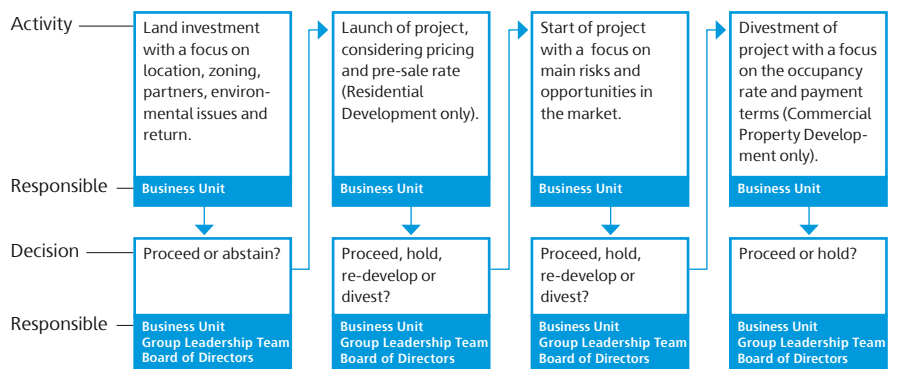 Activity
Land investment
with a focus on
location, zoning,
partners, environ-
mental issues and
return.
Launch of project,
considering pricing
and pre-sale rate
(Residential
Development only).
Start of project
with a focus on
main risks and
opportunities in
the market.
Divestment of
project with a focus
on the occupancy
rate and payment
terms (Commercial
Property Develop-
ment only).
Responsible
Business Unit
Business Unit
Business Unit
Business Unit
Decision
Proceed or abstain?
Proceed, hold,
re-develop or
divest?
Proceed, hold,
re-develop or
divest?
Proceed or hold?
Responsible
Business Unit
Group Leadership Team
Board of Directors
Business Unit
Group Leadership Team
Board of Directors
Business Unit
Group Leadership Team
Board of Directors
Business Unit
Group Leadership Team
Board of Directors